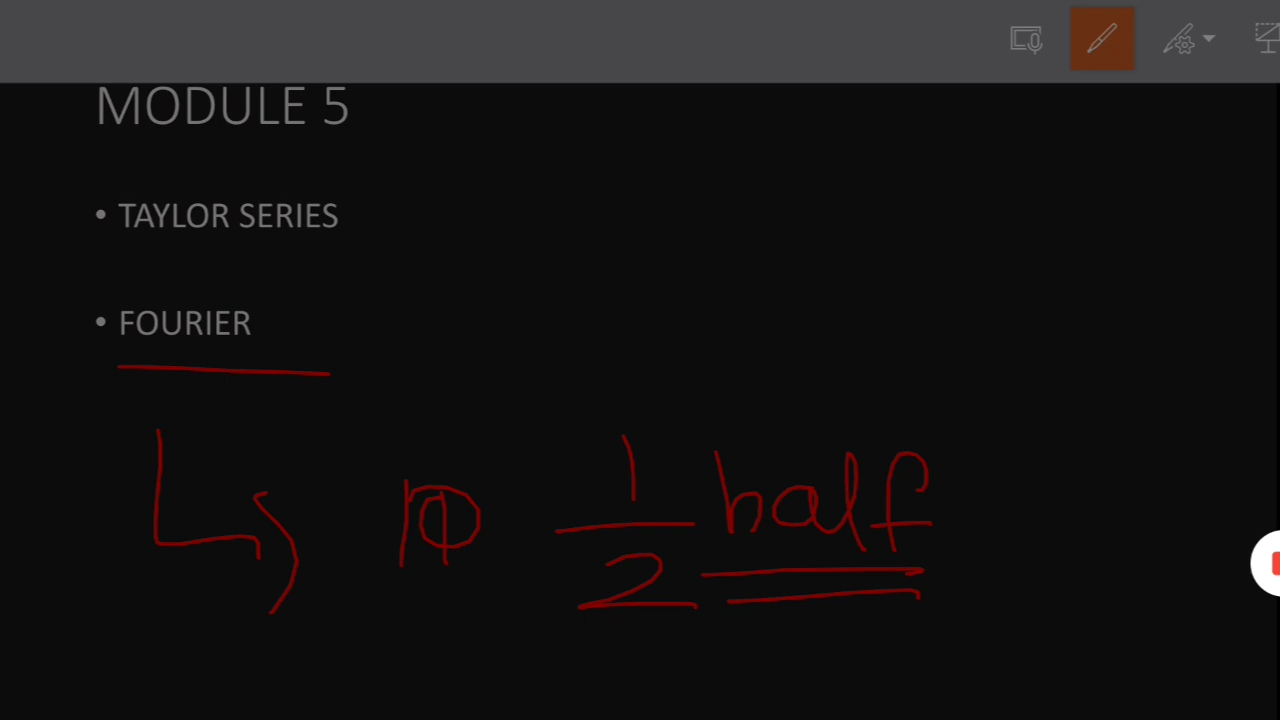 MODULE 5
• TAYLOR SERIES
• FOURIER
1/2 half